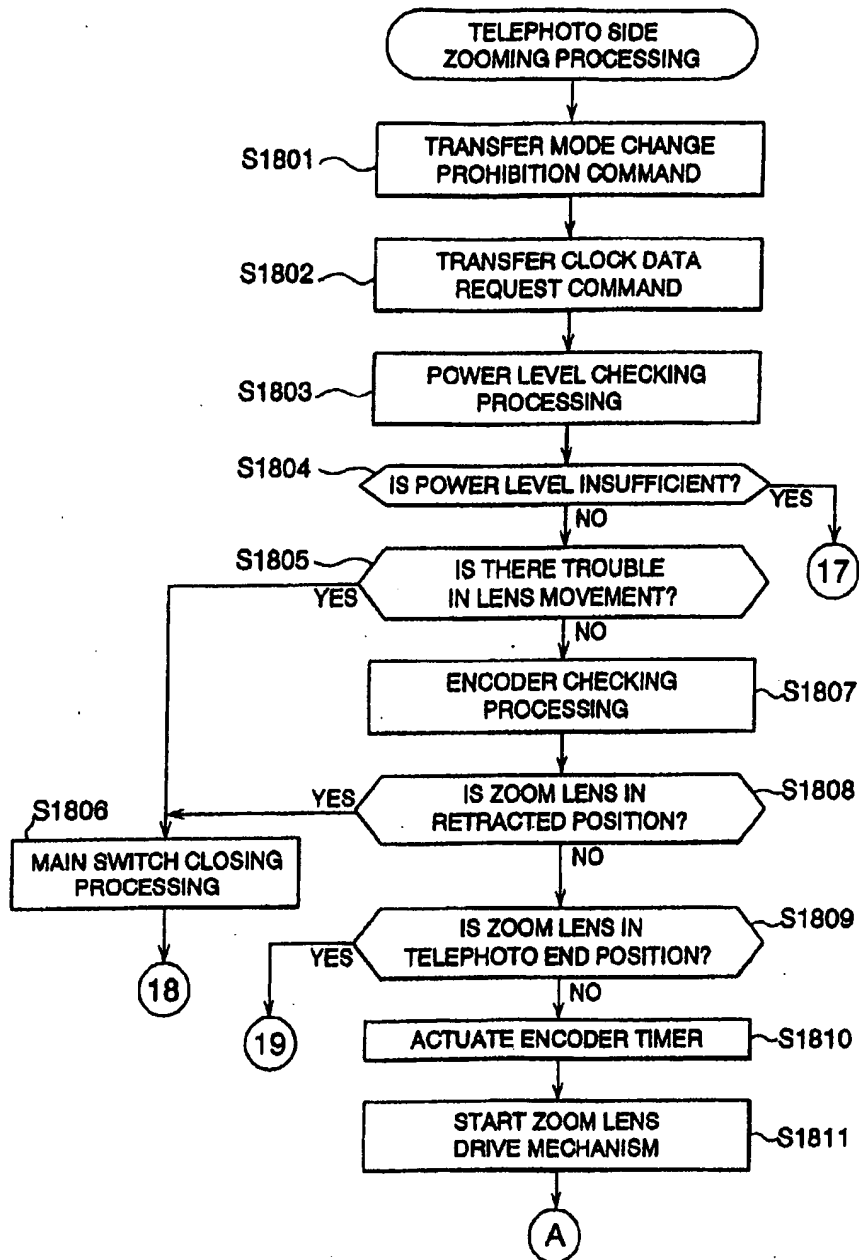 TELEPHOTO SIDE
ZOOMING PROCESSING
S1801
TRANSFER MODE CHANGE
PROHIBITION COMMAND
S1802
TRANSFER CLOCK DATA
REQUEST COMMAND
S1803
POWER LEVEL CHECKING
PROCESSING
S1804
IS POWER LEVEL INSUFFICIENT?
YES
NO
17
S1805
IS THERE TROUBLE
IN LENS MOVEMENT?
YES
NO
ENCODER CHECKING
PROCESSING
S1807
YES
IS ZOOM LENS IN
RETRACTED POSITION?
S1808
NO
S1806
MAIN SWITCH CLOSING
PROCESSING
18
IS ZOOM LENS IN
TELEPHOTO END POSITION?
S1809
YES
NO
19
ACTUATE ENCODER TIMER
S1810
START ZOOM LENS
DRIVE MECHANISM
S1811
A